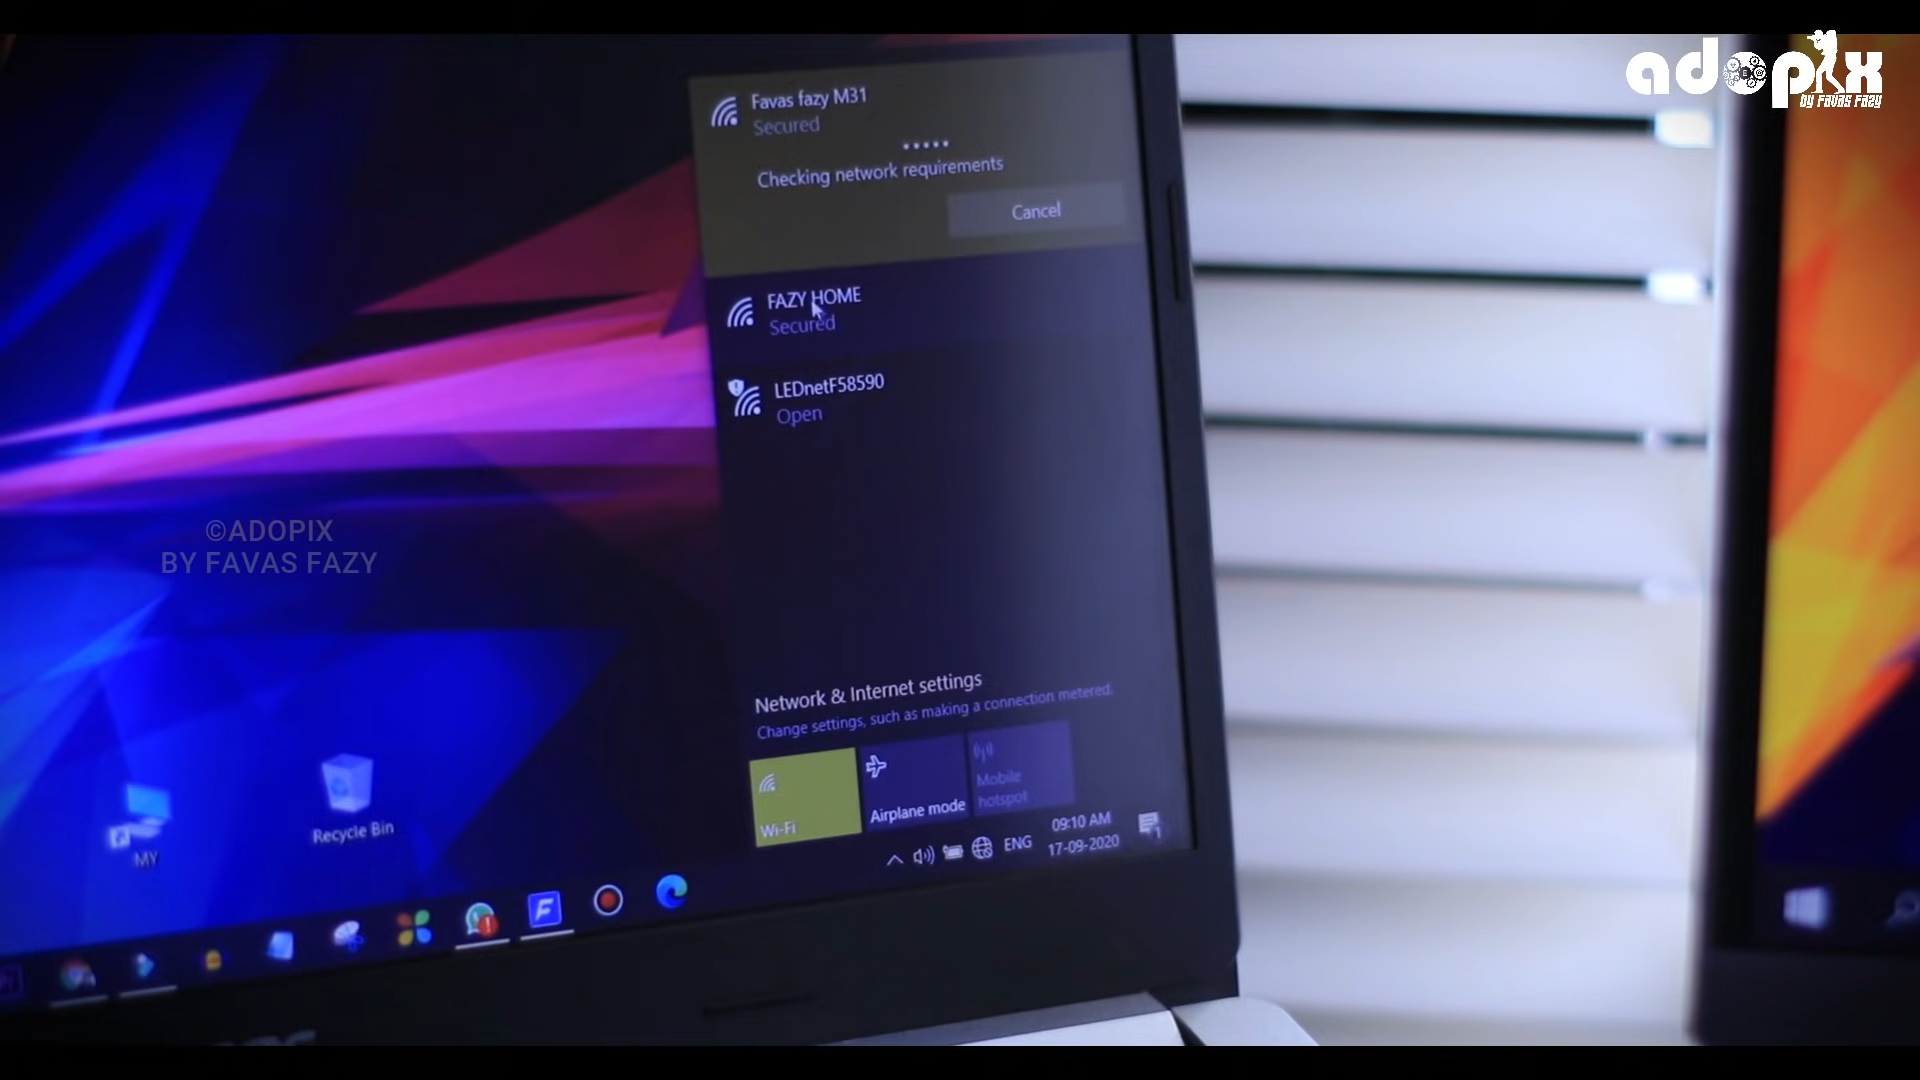 adopix
by FAVAS FAZY
Favas fazy M31
Secured
Checking network requirements
Cancel
FAZY HOME
Secured
LEDnetF58590
Open
©ADOPIX
BY FAVAS FAZY
Network & Internet settings
Change settings, such as making a connection metered.
Wi-Fi
Airplane mode
Mobile
hotspot
MY
Recycle Bin
ENG
09:10 AM
17-09-2020
1